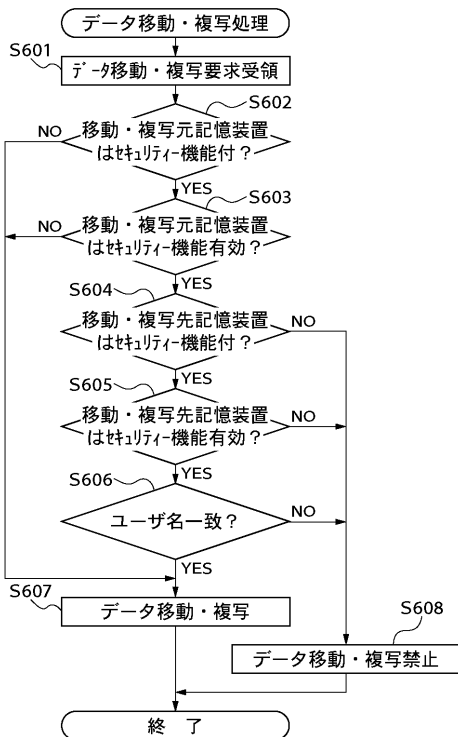 データ移動・複写処理
S601
データ移動・複写要求受領
S602
移動・複写元記憶装置
はセキュリティー機能付？
NO
YES
S603
移動・複写元記憶装置
はセキュリティー機能有効？
NO
YES
S604
移動・複写先記憶装置
はセキュリティー機能付？
NO
YES
S605
移動・複写先記憶装置
はセキュリティー機能有効？
NO
YES
S606
ユーザ名一致？
NO
YES
S607
データ移動・複写
S608
データ移動・複写禁止
終 了